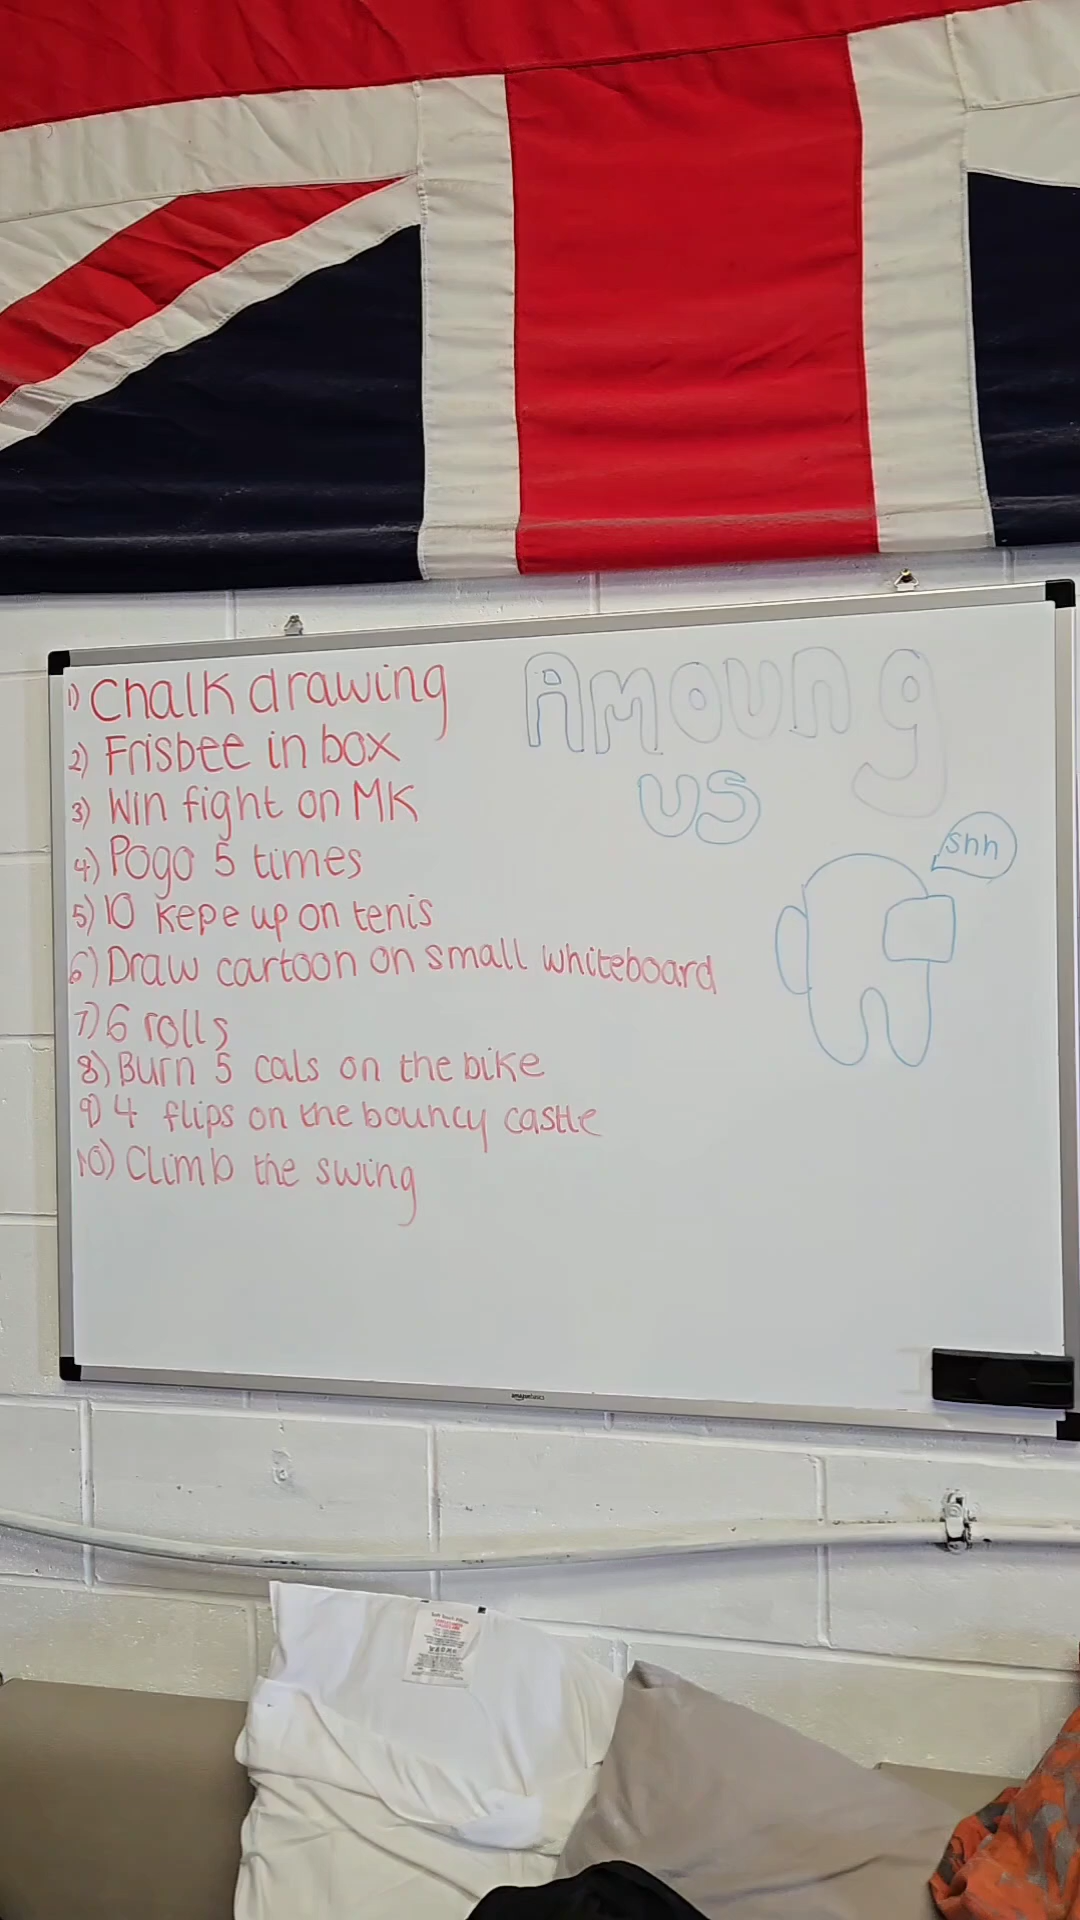 1) Chalk drawing
2) Frisbee in box
3) Win fight on MK
4) Pogo 5 times
5) 10 kepe up on tenis
6) Draw cartoon on small whiteboard
7) 6 rolls
8) Burn 5 cals on the bike
9) 4 flips on the bouncy castle
10) Climb the swing
Amoung
us
Shh
amazonbasics